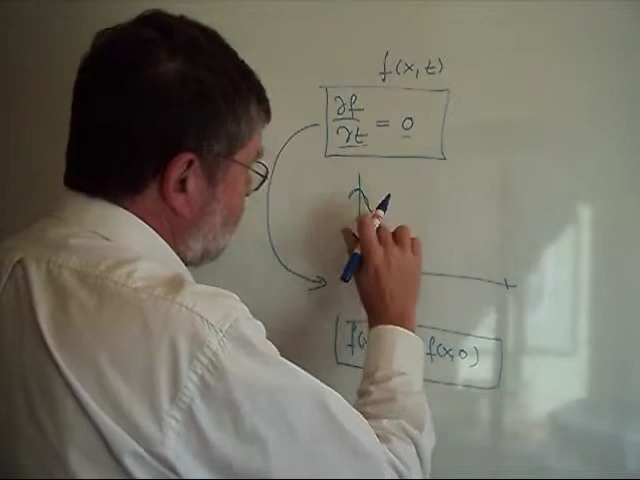 f(x,t)
∂f/∂t = 0
f(x,0)